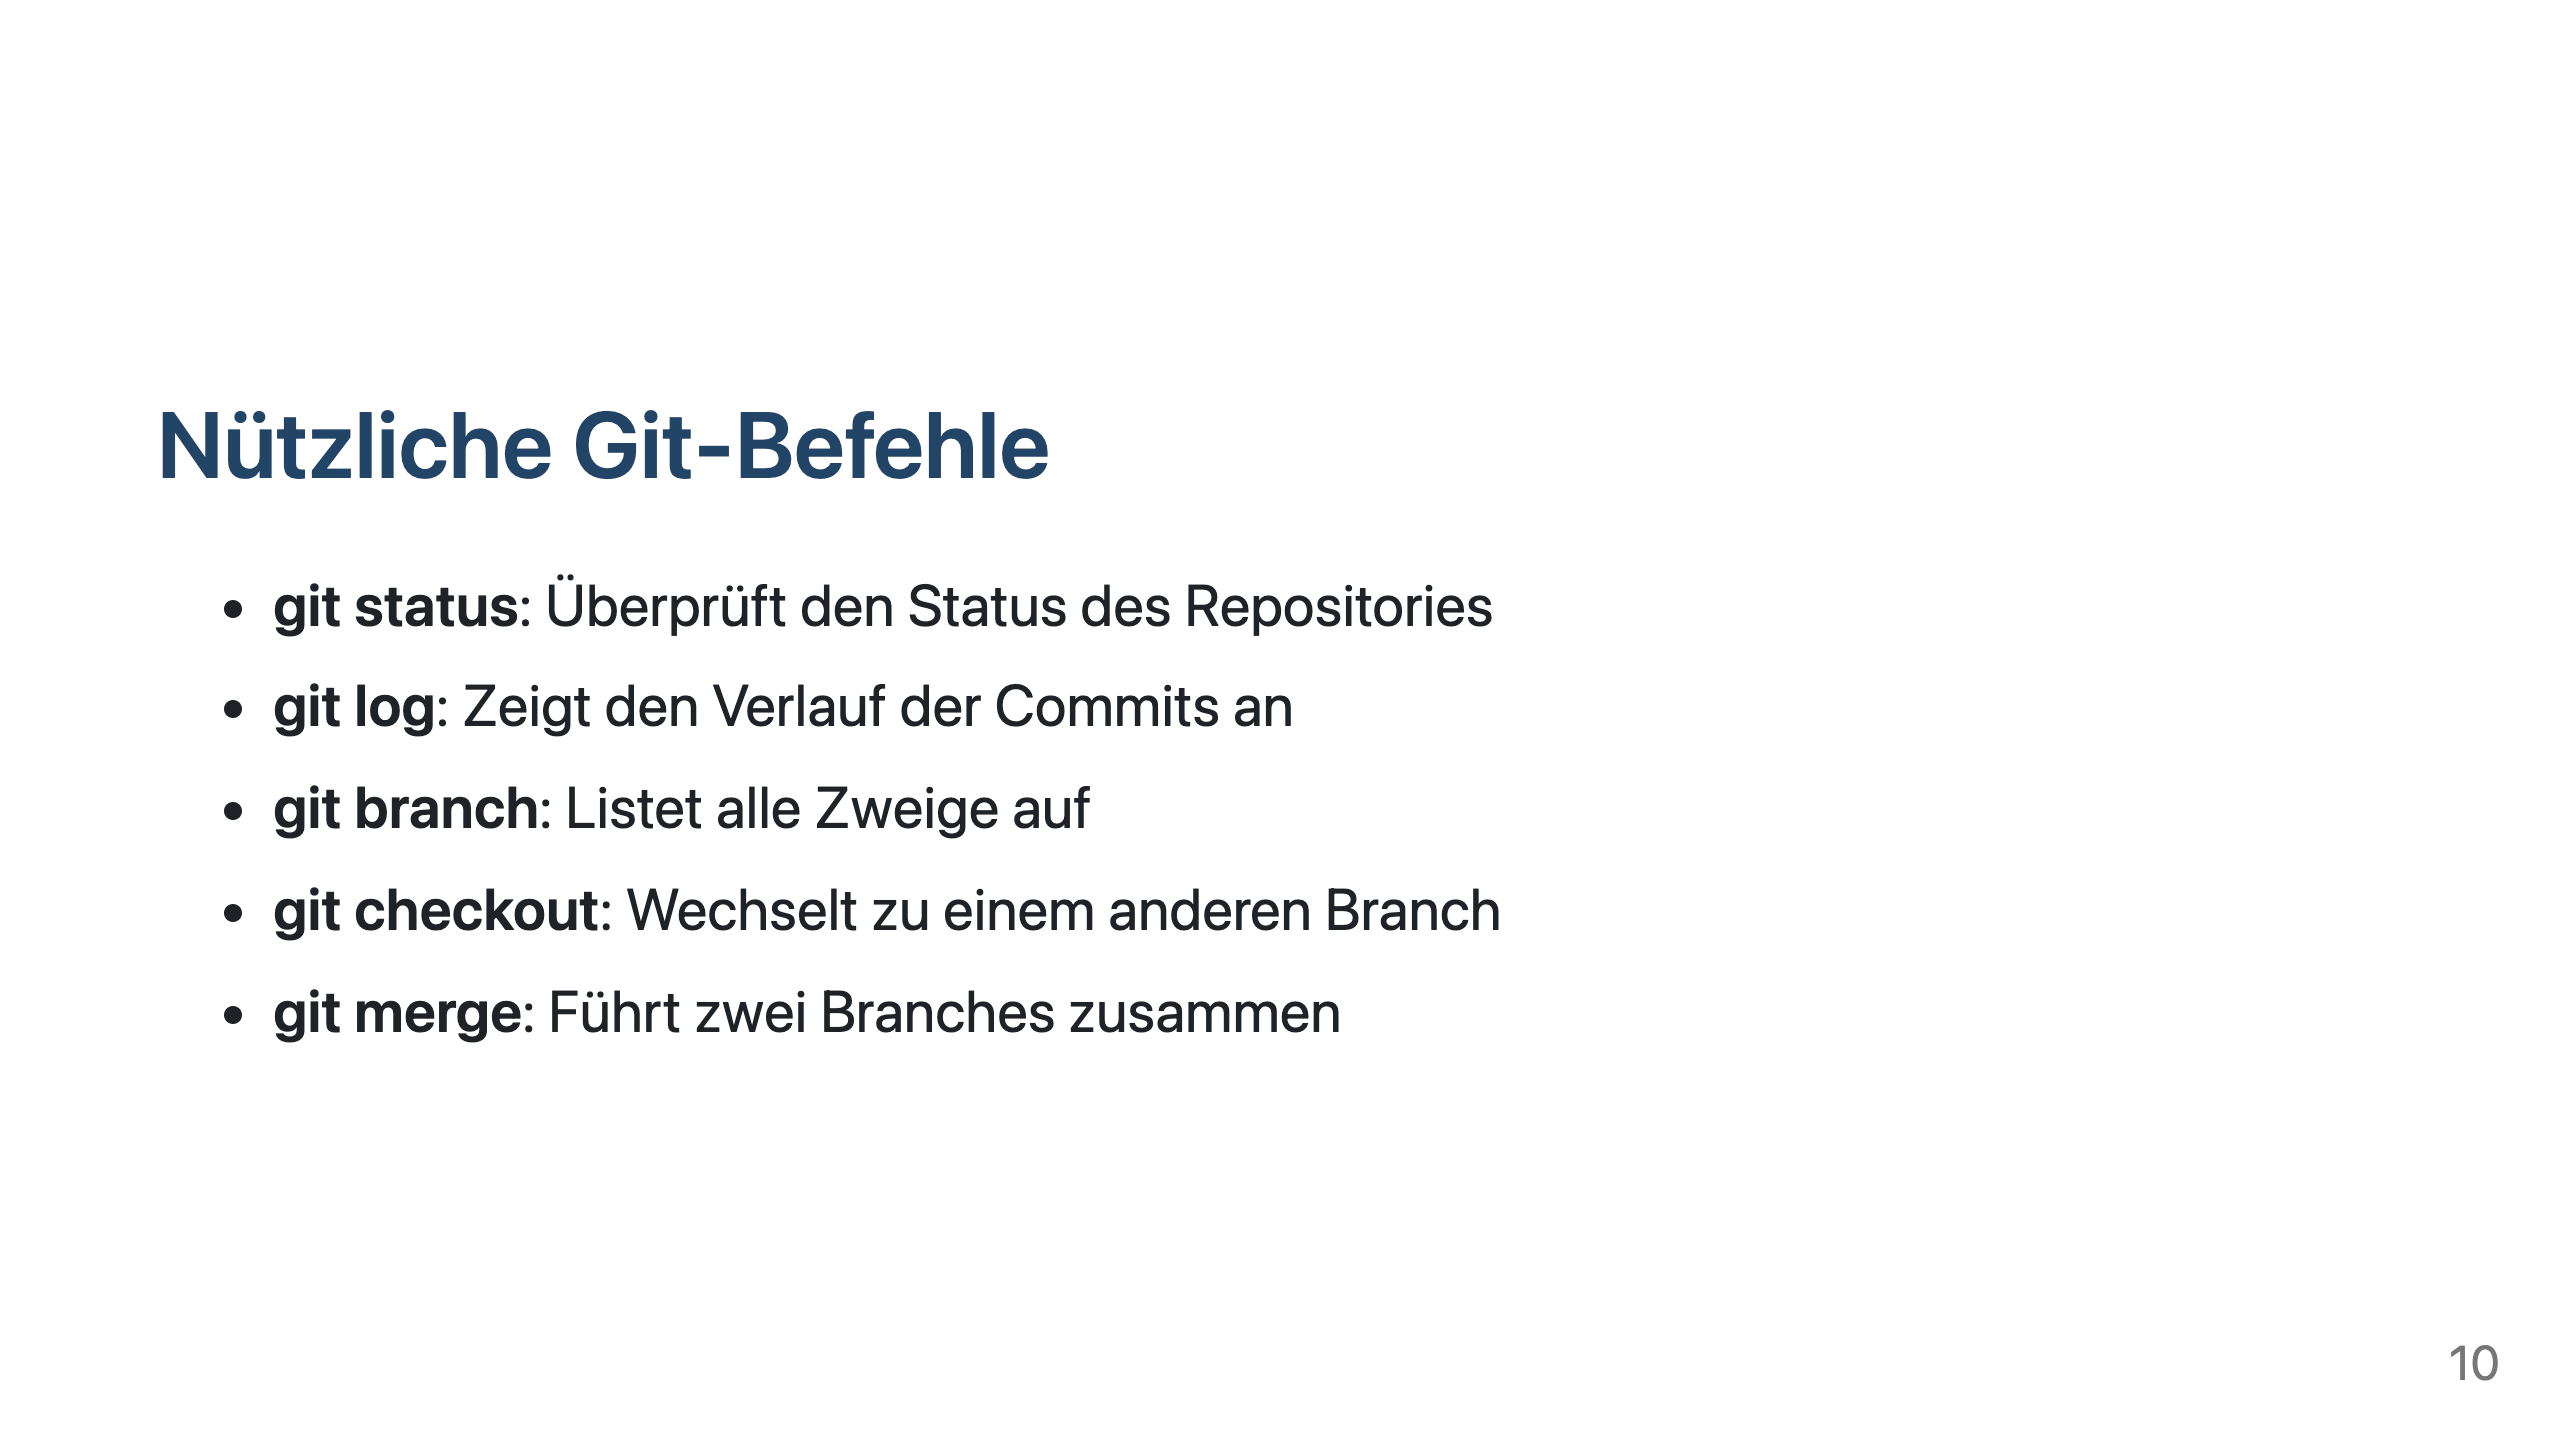 Nützliche Git-Befehle
• git status: Überprüft den Status des Repositories
• git log: Zeigt den Verlauf der Commits an
• git branch: Listet alle Zweige auf
• git checkout: Wechselt zu einem anderen Branch
• git merge: Führt zwei Branches zusammen
10